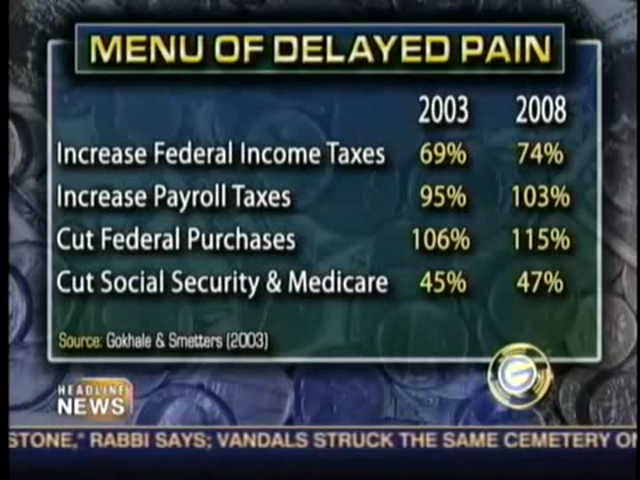 MENU OF DELAYED PAIN
2003 2008
Increase Federal Income Taxes 69% 74%
Increase Payroll Taxes 95% 103%
Cut Federal Purchases 106% 115%
Cut Social Security & Medicare 45% 47%
Source: Gokhale & Smetters (2003)
G
HEADLINE
NEWS
STONE," RABBI SAYS; VANDALS STRUCK THE SAME CEMETERY ON